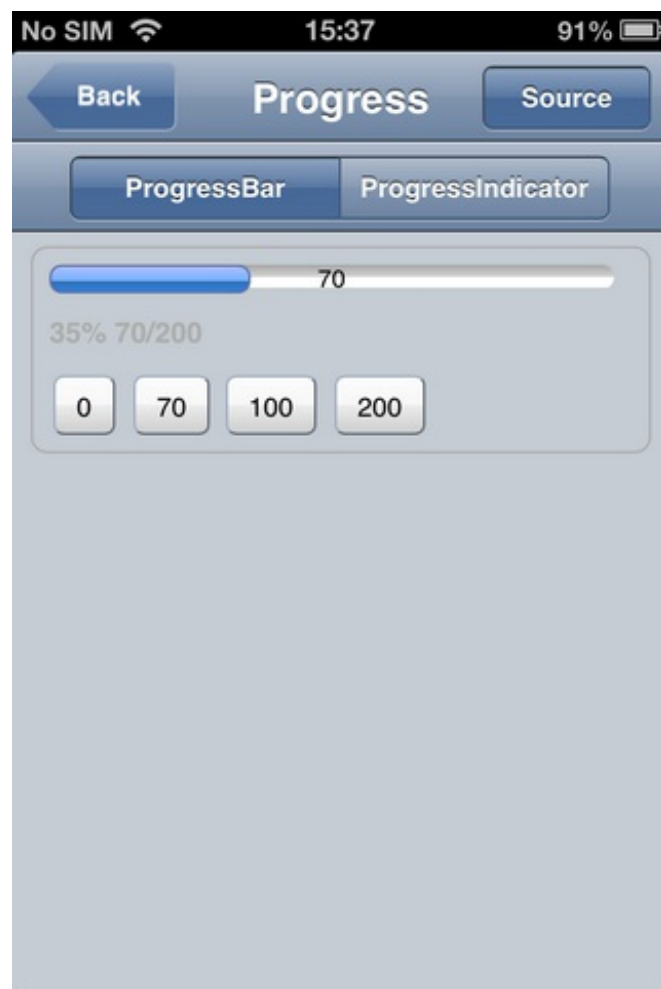 No SIM 15:37 91%
Back Progress Source
ProgressBar ProgressIndicator
70
35% 70/200
0 70 100 200